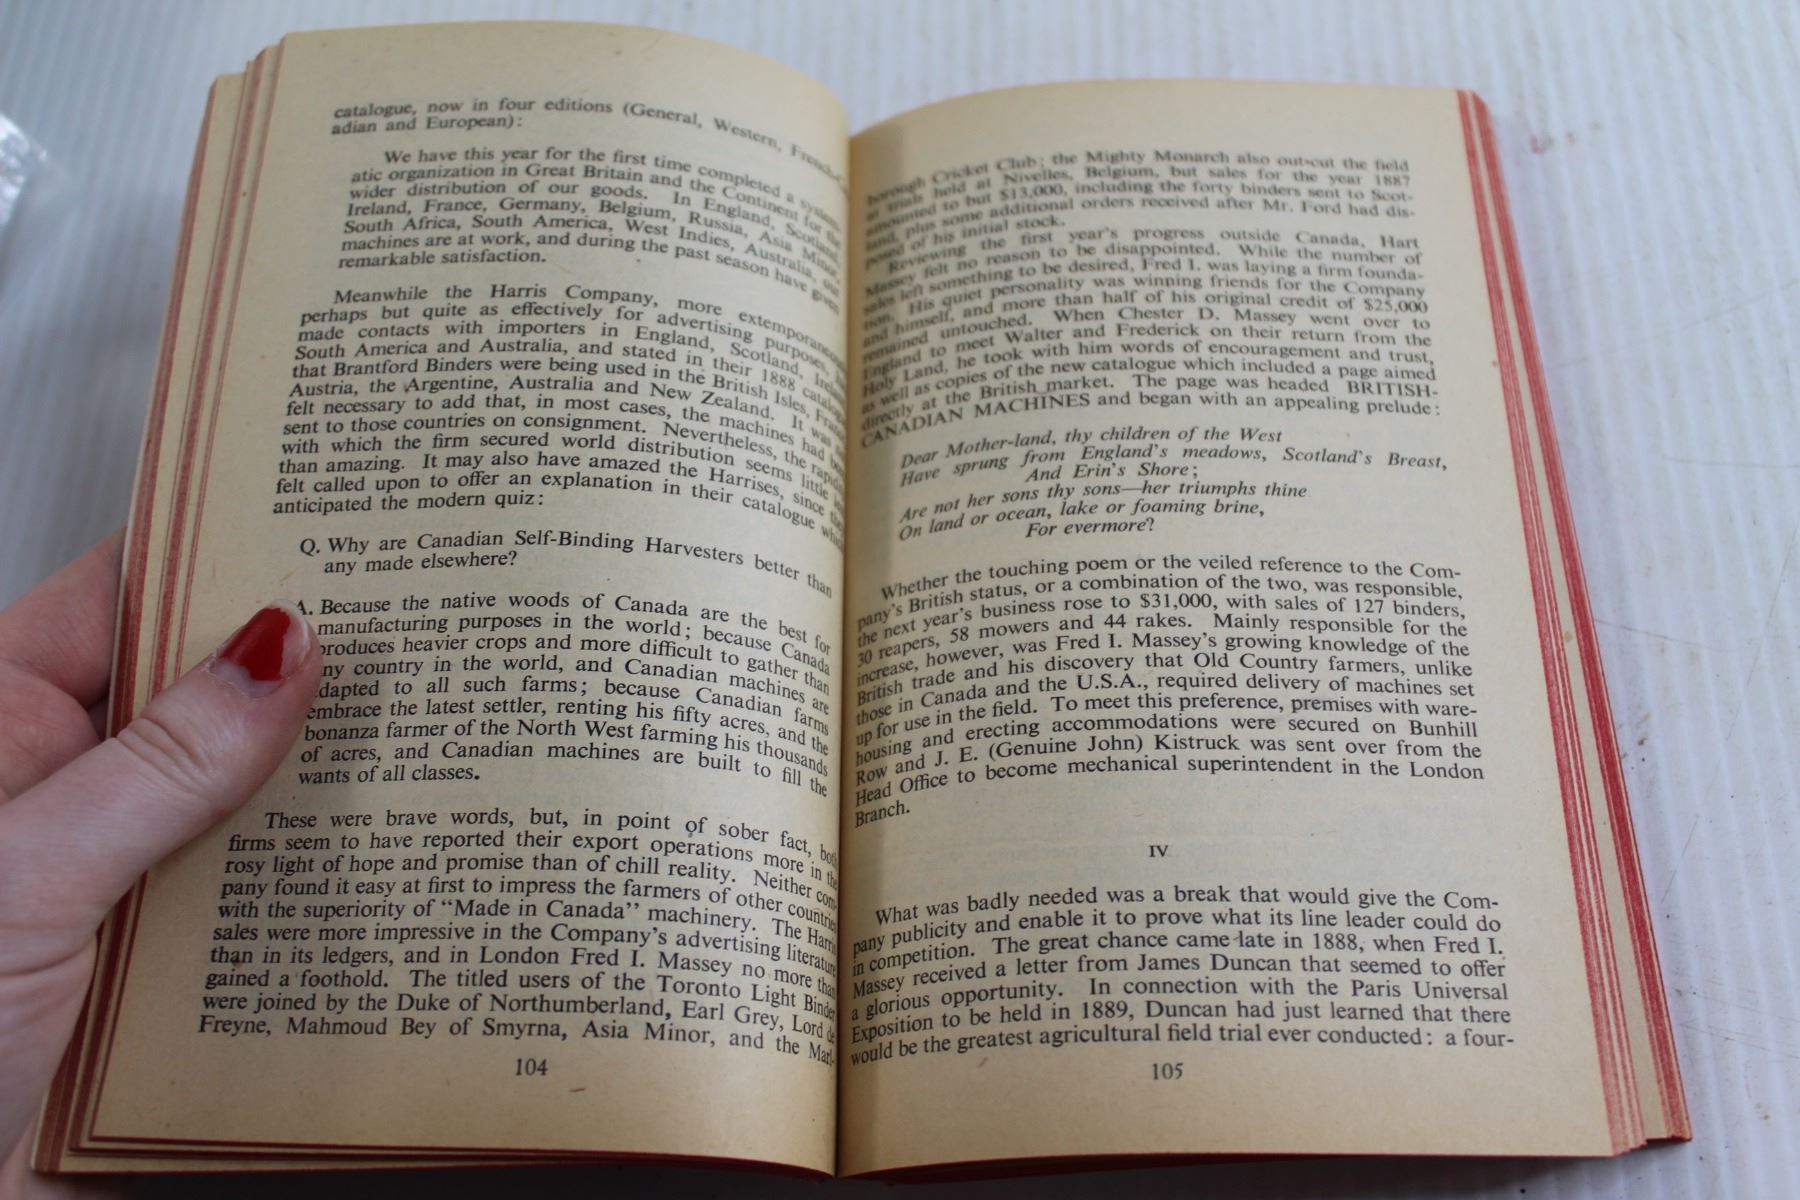 catalogue, now in four editions (General, Western, French-
adian and European):
We have this year for the first time completed a system-
atic organization in Great Britain and the Continent for the
wider distribution of our goods. In England, Scotland,
Ireland, France, Germany, Belgium, Russia, Asia Minor,
South Africa, South America, West Indies, Australia, our
machines are at work, and during the past season have given
remarkable satisfaction.
Meanwhile the Harris Company, more extemporaneously
perhaps but quite as effectively for advertising purposes, had
made contacts with importers in England, Scotland, Ireland
South America and Australia, and stated in their 1888 catalogue
that Brantford Binders were being used in the British Isles, France
Austria, the Argentine, Australia and New Zealand. It was
felt necessary to add that, in most cases, the machines had been
sent to those countries on consignment. Nevertheless, the rapidity
with which the firm secured world distribution seems little less
than amazing. It may also have amazed the Harrises, since they
felt called upon to offer an explanation in their catalogue which
anticipated the modern quiz:
Q. Why are Canadian Self-Binding Harvesters better than
any made elsewhere?
A. Because the native woods of Canada are the best for
manufacturing purposes in the world; because Canada
produces heavier crops and more difficult to gather than
ny country in the world, and Canadian machines are
dapted to all such farms; because Canadian farms
embrace the latest settler, renting his fifty acres, and the
bonanza farmer of the North West farming his thousands
of acres, and Canadian machines are built to fill the
wants of all classes.
These were brave words, but, in point of sober fact, both
firms seem to have reported their export operations more in the
rosy light of hope and promise than of chill reality. Neither com-
pany found it easy at first to impress the farmers of other countries
with the superiority of "Made in Canada" machinery. The Harris
sales were more impressive in the Company's advertising literature
than in its ledgers, and in London Fred I. Massey no more than
gained a foothold. The titled users of the Toronto Light Binder
were joined by the Duke of Northumberland, Earl Grey, Lord de
Freyne, Mahmoud Bey of Smyrna, Asia Minor, and the Marl-
104
borough Cricket Club; the Mighty Monarch also out-cut the field
at trials held at Nivelles, Belgium, but sales for the year 1887
amounted to but $13,000, including the forty binders sent to Scot-
land, plus some additional orders received after Mr. Ford had dis-
posed of his initial stock.
Reviewing the first year's progress outside Canada, Hart
Massey felt no reason to be disappointed. While the number of
sales left something to be desired, Fred I. was laying a firm founda-
tion. His quiet personality was winning friends for the Company
and himself, and more than half of his original credit of $25,000
remained untouched. When Chester D. Massey went over to
England to meet Walter and Frederick on their return from the
Holy Land, he took with him words of encouragement and trust,
as well as copies of the new catalogue which included a page aimed
directly at the British market. The page was headed BRITISH-
CANADIAN MACHINES and began with an appealing prelude:
Dear Mother-land, thy children of the West
Have sprung from England's meadows, Scotland's Breast,
And Erin's Shore;
Are not her sons thy sons—her triumphs thine
On land or ocean, lake or foaming brine,
For evermore?
Whether the touching poem or the veiled reference to the Com-
pany's British status, or a combination of the two, was responsible,
the next year's business rose to $31,000, with sales of 127 binders,
30 reapers, 58 mowers and 44 rakes. Mainly responsible for the
increase, however, was Fred I. Massey's growing knowledge of the
British trade and his discovery that Old Country farmers, unlike
those in Canada and the U.S.A., required delivery of machines set
up for use in the field. To meet this preference, premises with ware-
housing and erecting accommodations were secured on Bunhill
Row and J. E. (Genuine John) Kistruck was sent over from the
Head Office to become mechanical superintendent in the London
Branch.
IV
What was badly needed was a break that would give the Com-
pany publicity and enable it to prove what its line leader could do
in competition. The great chance came late in 1888, when Fred I.
Massey received a letter from James Duncan that seemed to offer
a glorious opportunity. In connection with the Paris Universal
Exposition to be held in 1889, Duncan had just learned that there
would be the greatest agricultural field trial ever conducted: a four-
105